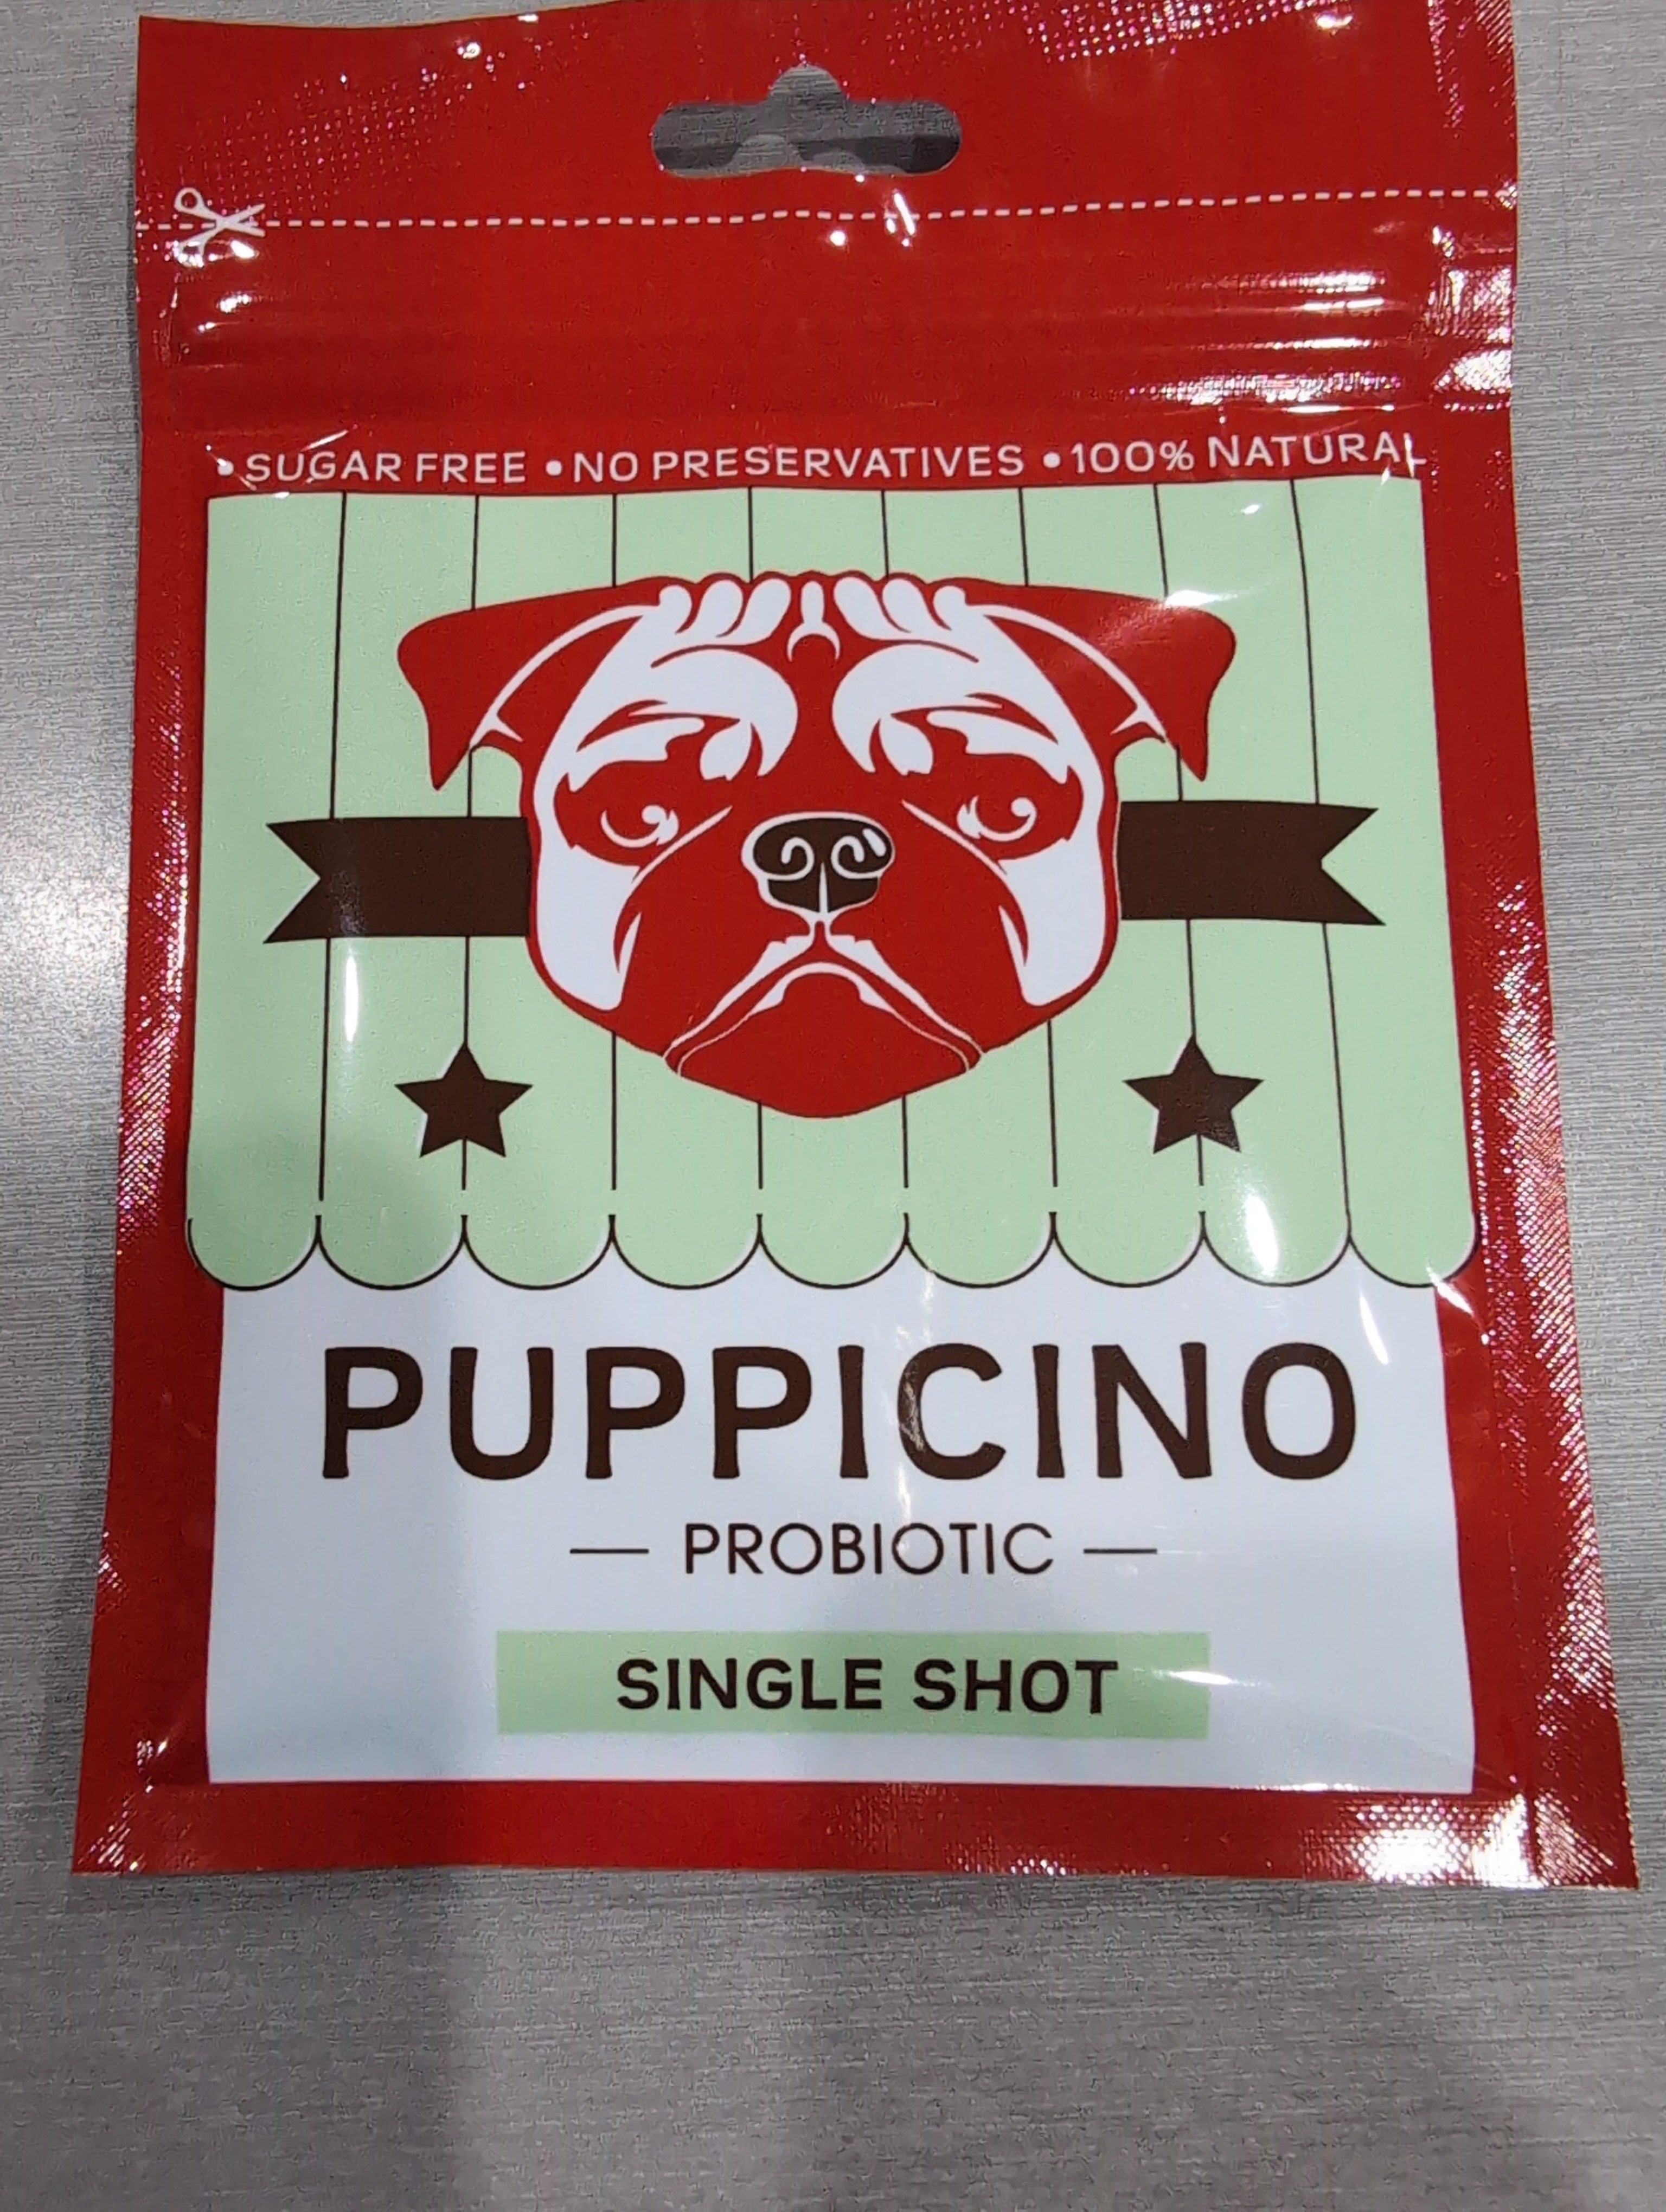 • SUGAR FREE • NO PRESERVATIVES • 100% NATURAL
PUPPICINO
— PROBIOTIC —
SINGLE SHOT